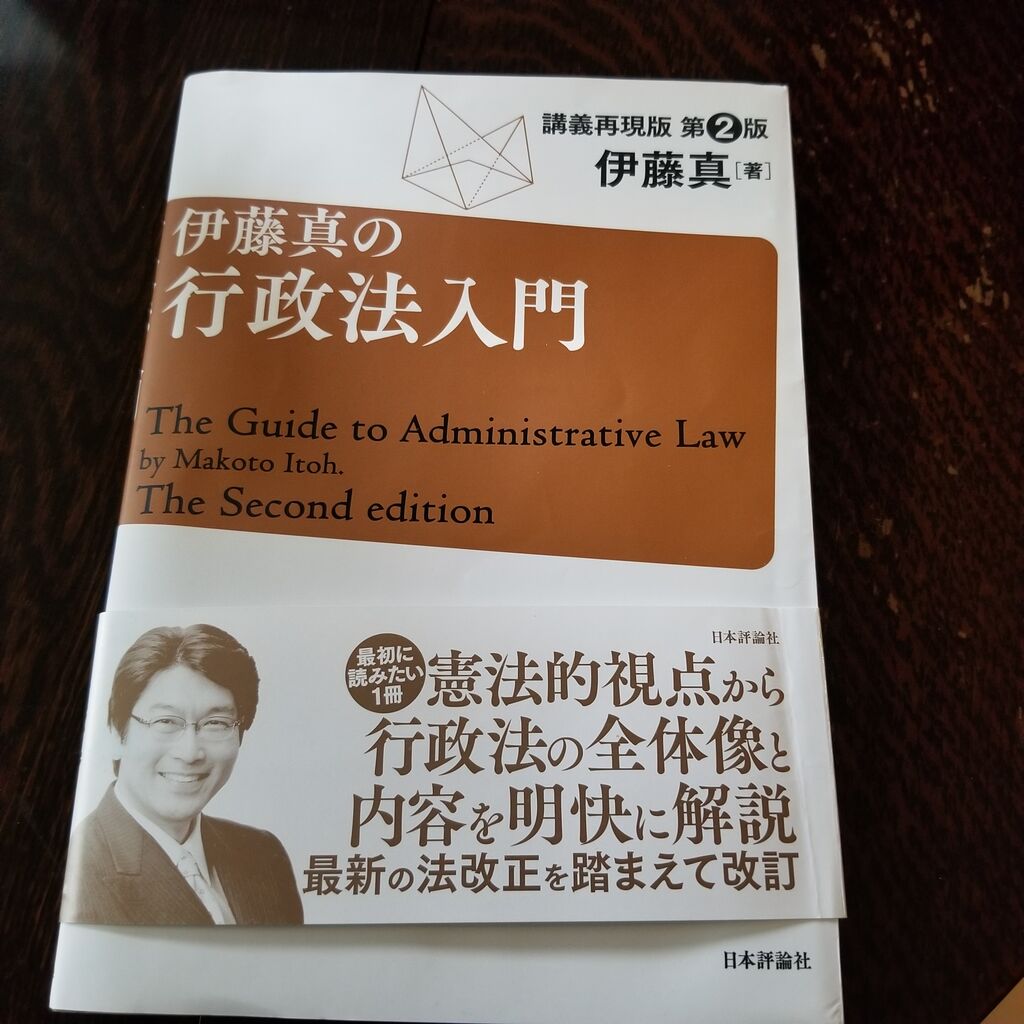 講義再現版 第2版
伊藤真[著]
伊藤真の
行政法入門
The Guide to Administrative Law
by Makoto Itoh.
The Second edition
日本評論社
最初に
読みたい
1冊
憲法的視点から
行政法の全体像と
内容を明快に解説
最新の法改正を踏まえて改訂
日本評論社